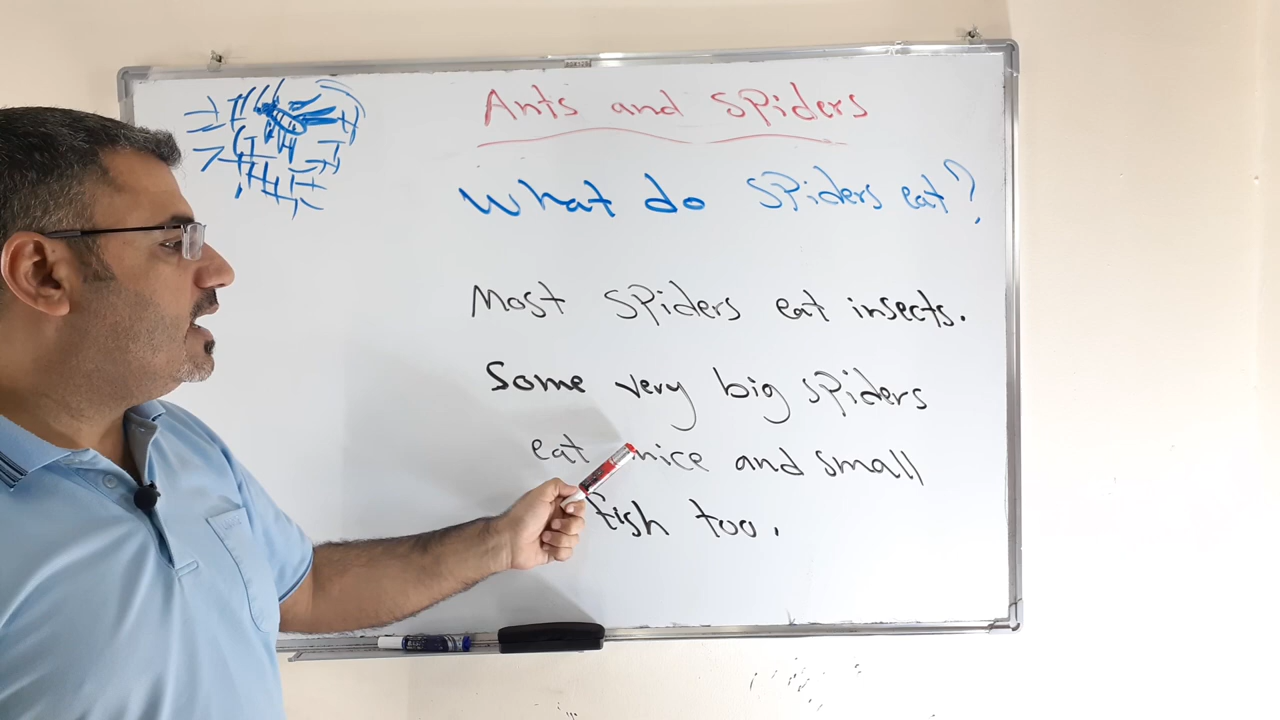 Ants and spiders
What do spiders eat?
Most spiders eat insects.
Some very big spiders
eat mice and small
fish too.